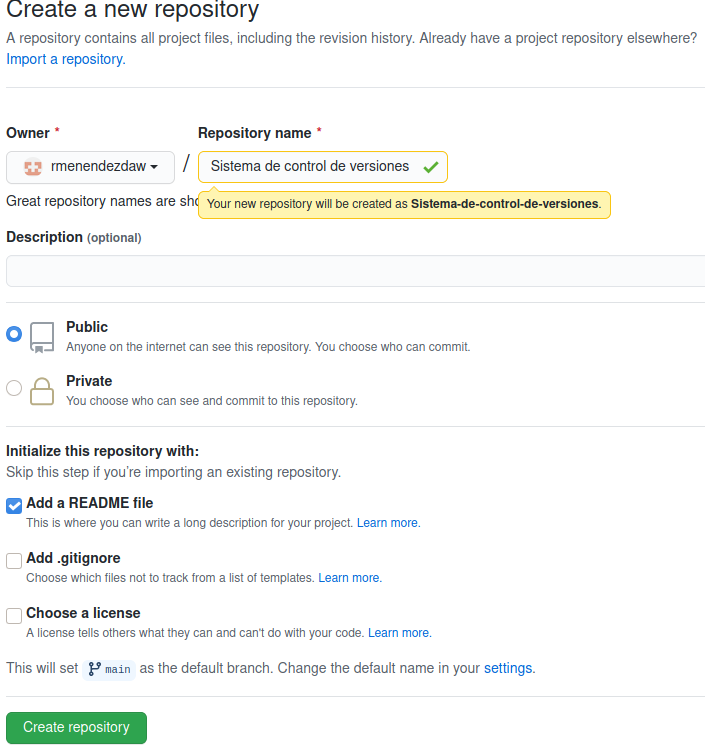 Create a new repository
A repository contains all project files, including the revision history. Already have a project repository elsewhere?
Import a repository.
Owner * Repository name *
rmenendezdaw / Sistema de control de versiones
Great repository names are sho
Your new repository will be created as Sistema-de-control-de-versiones.
Description (optional)
Public
Anyone on the internet can see this repository. You choose who can commit.
Private
You choose who can see and commit to this repository.
Initialize this repository with:
Skip this step if you’re importing an existing repository.
Add a README file
This is where you can write a long description for your project. Learn more.
Add .gitignore
Choose which files not to track from a list of templates. Learn more.
Choose a license
A license tells others what they can and can't do with your code. Learn more.
This will set main as the default branch. Change the default name in your settings.
Create repository